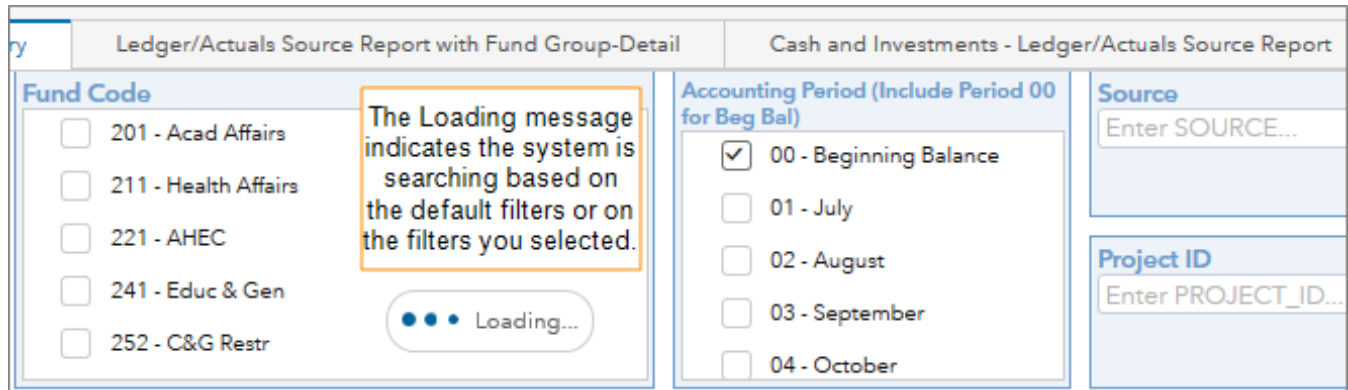 ry
Ledger/Actuals Source Report with Fund Group-Detail
Cash and Investments - Ledger/Actuals Source Report
Fund Code
201 - Acad Affairs
211 - Health Affairs
221 - AHEC
241 - Educ & Gen
252 - C&G Restr
The Loading message
indicates the system is
searching based on
the default filters or on
the filters you selected.
Loading...
Accounting Period (Include Period 00
for Beg Bal)
00 - Beginning Balance
01 - July
02 - August
03 - September
04 - October
Source
Enter SOURCE...
Project ID
Enter PROJECT_ID...